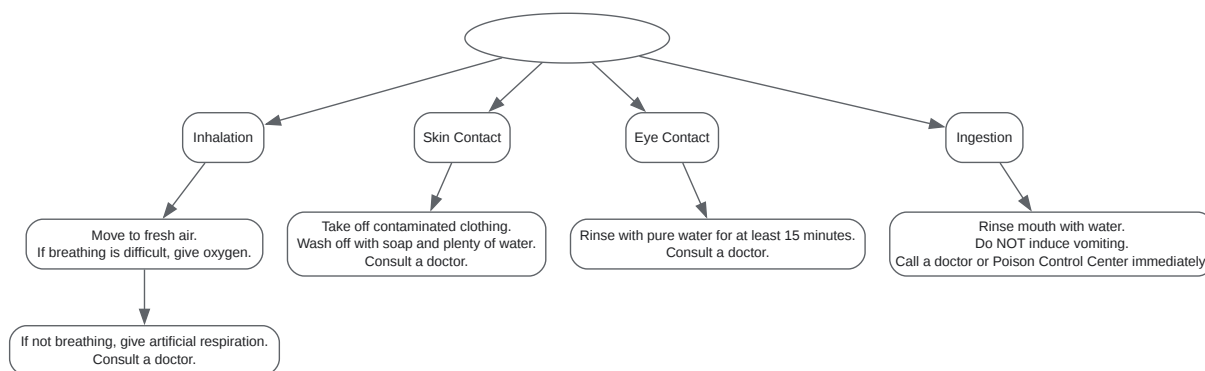 Inhalation
Skin Contact
Eye Contact
Ingestion
Move to fresh air.
If breathing is difficult, give oxygen.
Take off contaminated clothing.
Wash off with soap and plenty of water.
Consult a doctor.
Rinse with pure water for at least 15 minutes.
Consult a doctor.
Rinse mouth with water.
Do NOT induce vomiting.
Call a doctor or Poison Control Center immediately
If not breathing, give artificial respiration.
Consult a doctor.